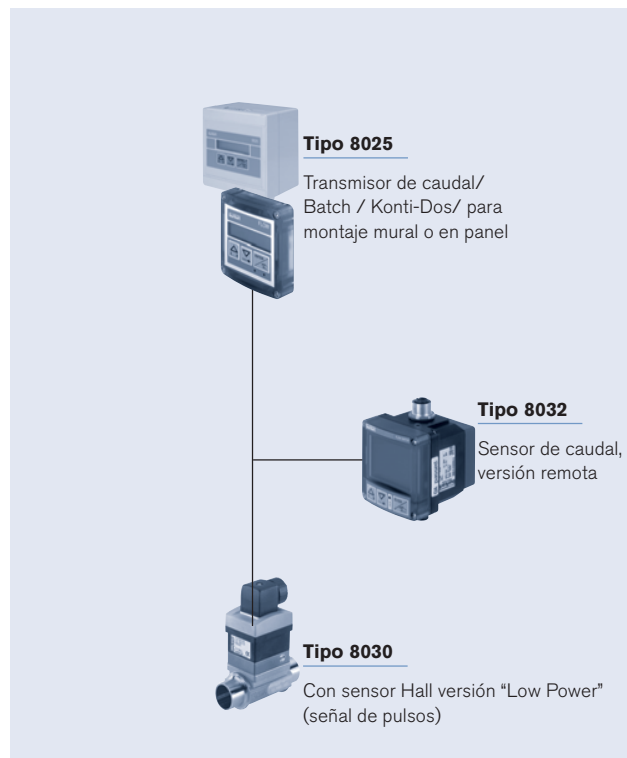 Tipo 8025
Transmisor de caudal/
Batch / Konti-Dos/ para
montaje mural o en panel
Tipo 8032
Sensor de caudal,
versión remota
Tipo 8030
Con sensor Hall versión “Low Power”
(señal de pulsos)